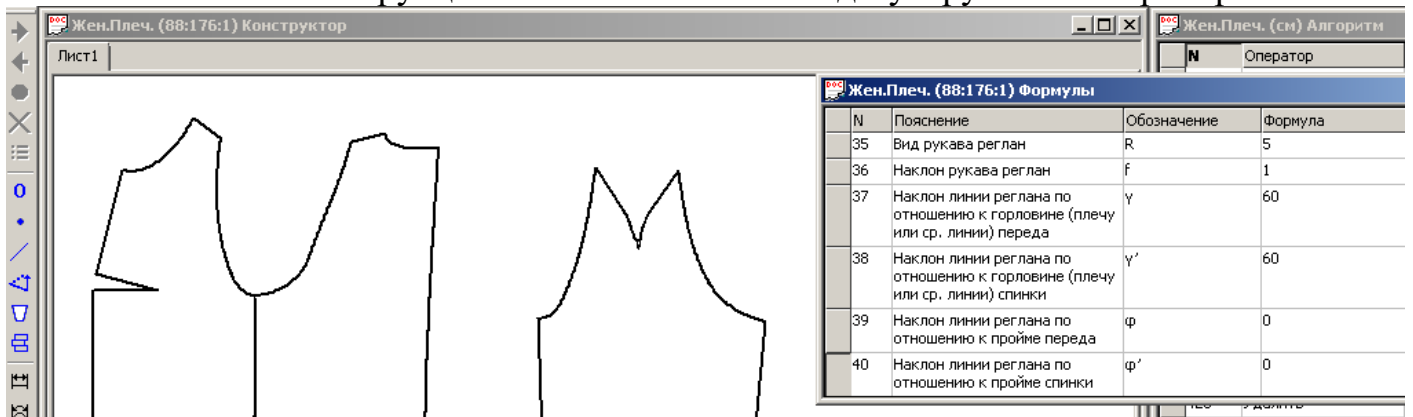 Жен.Плеч. (88:176:1) Конструктор
Жен.Плеч. (см) Алгоритм
Лист1
N Оператор
Жен.Плеч. (88:176:1) Формулы
N Пояснение Обозначение Формула
35 Вид рукава реглан R 5
36 Наклон рукава реглан f 1
37 Наклон линии реглана по γ 60
отношению к горловине (плечу
или ср. линии) переда
38 Наклон линии реглана по γ′ 60
отношению к горловине (плечу
или ср. линии) спинки
39 Наклон линии реглана по φ 0
отношению к пройме переда
40 Наклон линии реглана по φ′ 0
отношению к пройме спинки